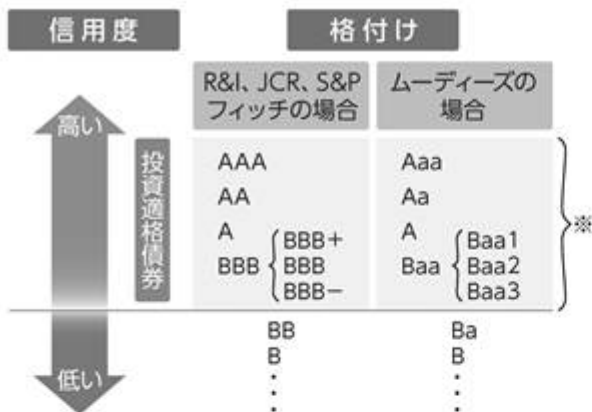 信用度
格付け
R&I、JCR、S&P
フィッチの場合
ムーディーズの
場合
高い
投資適格債券
AAA
Aaa
AA
Aa
A
A
BBB
BBB+
BBB
BBB−
Baa
Baa1
Baa2
Baa3
※
BB
Ba
B
B
低い